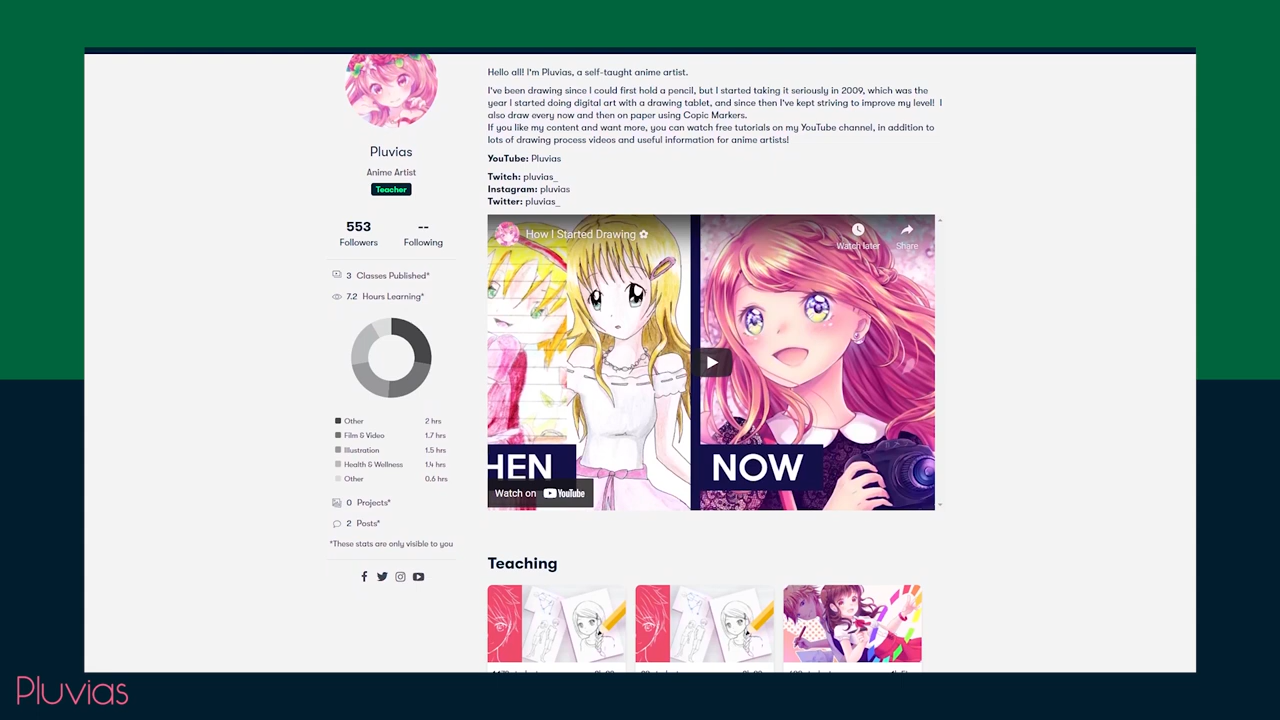 Hello all! I'm Pluvias, a self-taught anime artist.
I've been drawing since I could first hold a pencil, but I started taking it seriously in 2009, which was the
year I started doing digital art with a drawing tablet, and since then I've kept striving to improve my level! I
also draw every now and then on paper using Copic Markers.
If you like my content and want more, you can watch free tutorials on my YouTube channel, in addition to
lots of drawing process videos and useful information for anime artists!
YouTube: Pluvias
Twitch: pluvias_
Instagram: pluvias
Twitter: pluvias_
Pluvias
Anime Artist
Teacher
553 --
Followers Following
3 Classes Published*
7.2 Hours Learning*
Other 2 hrs
Film & Video 1.7 hrs
Illustration 1.5 hrs
Health & Wellness 1.4 hrs
Other 0.6 hrs
0 Projects*
2 Posts*
*These stats are only visible to you
How I Started Drawing ✿
Watch later Share
HEN
NOW
Watch on YouTube
Teaching
Pluvias